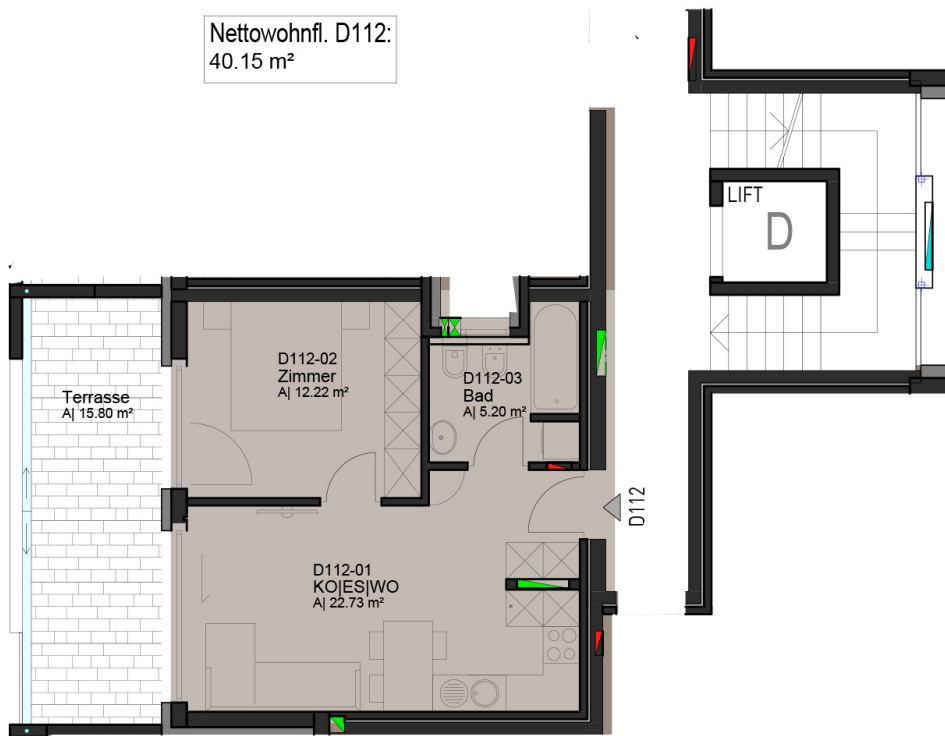 Nettowohnfl. D112:
40.15 m²
LIFT
D
D112-02
Zimmer
A| 12.22 m²
D112-03
Bad
A| 5.20 m²
Terrasse
A| 15.80 m²
D112
D112-01
KO|ES|WO
A| 22.73 m²